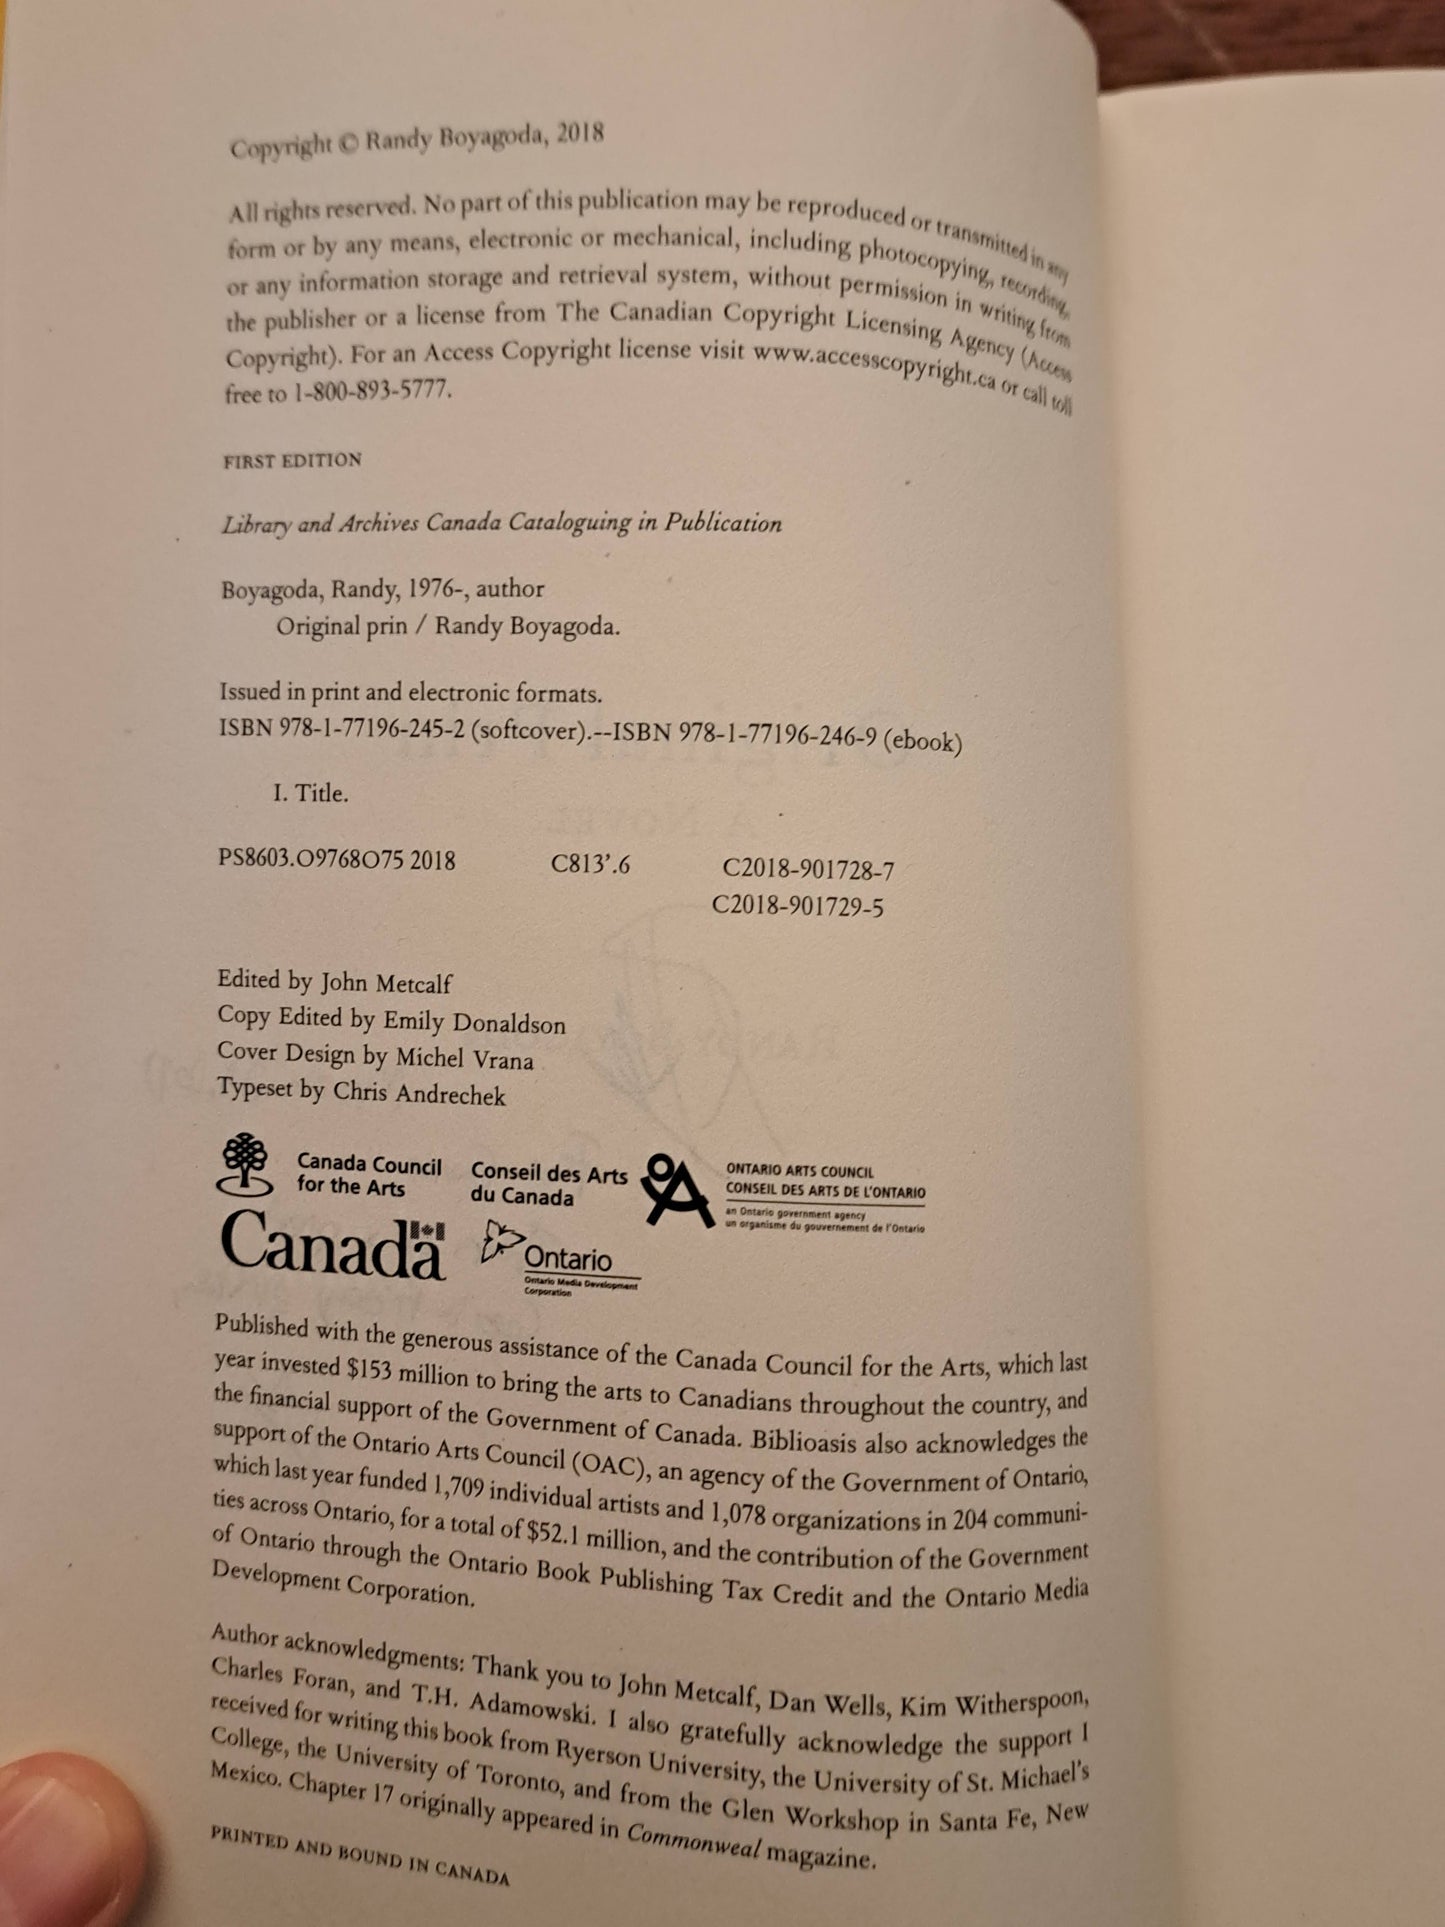 Copyright © Randy Boyagoda, 2018
All rights reserved. No part of this publication may be reproduced or transmitted in any
form or by any means, electronic or mechanical, including photocopying, recording,
or any information storage and retrieval system, without permission in writing from
the publisher or a license from The Canadian Copyright Licensing Agency (Access
Copyright). For an Access Copyright license visit www.accesscopyright.ca or call toll
free to 1-800-893-5777.
FIRST EDITION
Library and Archives Canada Cataloguing in Publication
Boyagoda, Randy, 1976-, author
Original prin / Randy Boyagoda.
Issued in print and electronic formats.
ISBN 978-1-77196-245-2 (softcover).--ISBN 978-1-77196-246-9 (ebook)
I. Title.
PS8603.O9768O75 2018 C813'.6 C2018-901728-7
C2018-901729-5
Edited by John Metcalf
Copy Edited by Emily Donaldson
Cover Design by Michel Vrana
Typeset by Chris Andrechek
Canada Council for the Arts
Conseil des Arts du Canada
ONTARIO ARTS COUNCIL
CONSEIL DES ARTS DE L'ONTARIO
an Ontario government agency
un organisme du gouvernement de l'Ontario
Canada
Ontario
Ontario Media Development
Corporation
Published with the generous assistance of the Canada Council for the Arts, which last
year invested $153 million to bring the arts to Canadians throughout the country, and
the financial support of the Government of Canada. Biblioasis also acknowledges the
support of the Ontario Arts Council (OAC), an agency of the Government of Ontario,
which last year funded 1,709 individual artists and 1,078 organizations in 204 communi-
ties across Ontario, for a total of $52.1 million, and the contribution of the Government
of Ontario through the Ontario Book Publishing Tax Credit and the Ontario Media
Development Corporation.
Author acknowledgments: Thank you to John Metcalf, Dan Wells, Kim Witherspoon,
Charles Foran, and T.H. Adamowski. I also gratefully acknowledge the support I
received for writing this book from Ryerson University, the University of St. Michael's
College, the University of Toronto, and from the Glen Workshop in Santa Fe, New
Mexico. Chapter 17 originally appeared in Commonweal magazine.
PRINTED AND BOUND IN CANADA